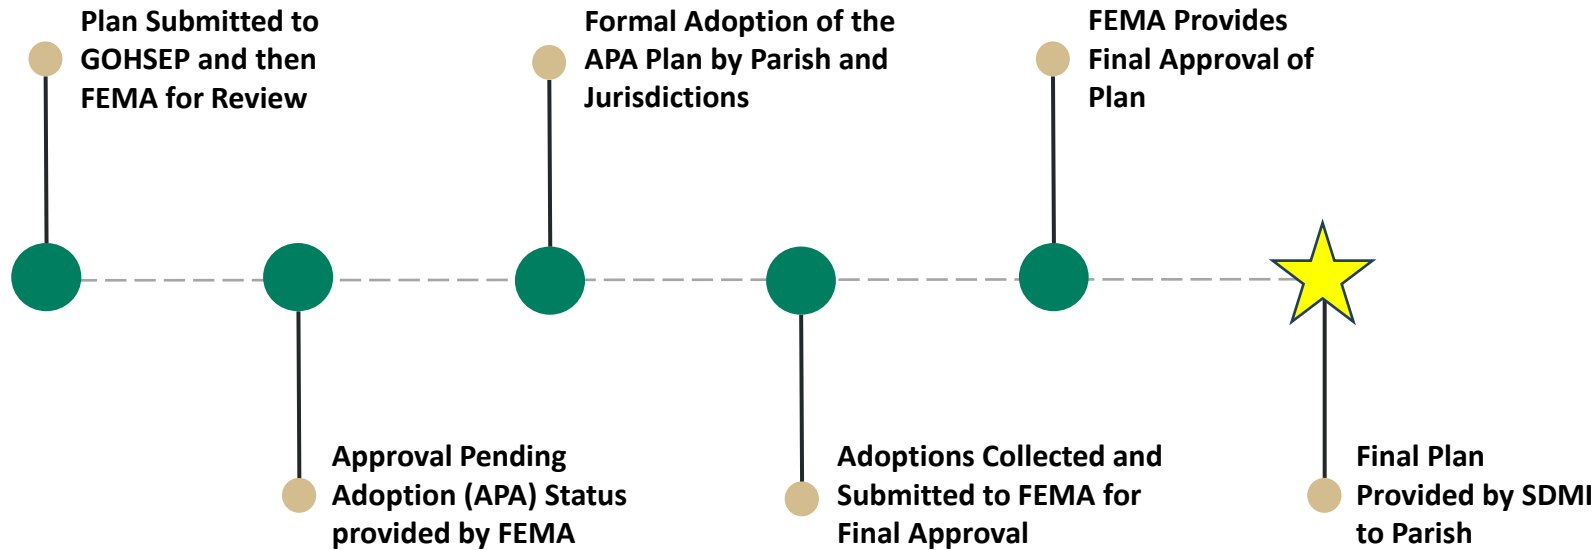 Plan Submitted to
GOHSEP and then
FEMA for Review
Approval Pending
Adoption (APA) Status
provided by FEMA
Formal Adoption of the
APA Plan by Parish and
Jurisdictions
Adoptions Collected and
Submitted to FEMA for
Final Approval
FEMA Provides
Final Approval of
Plan
Final Plan
Provided by SDMI
to Parish